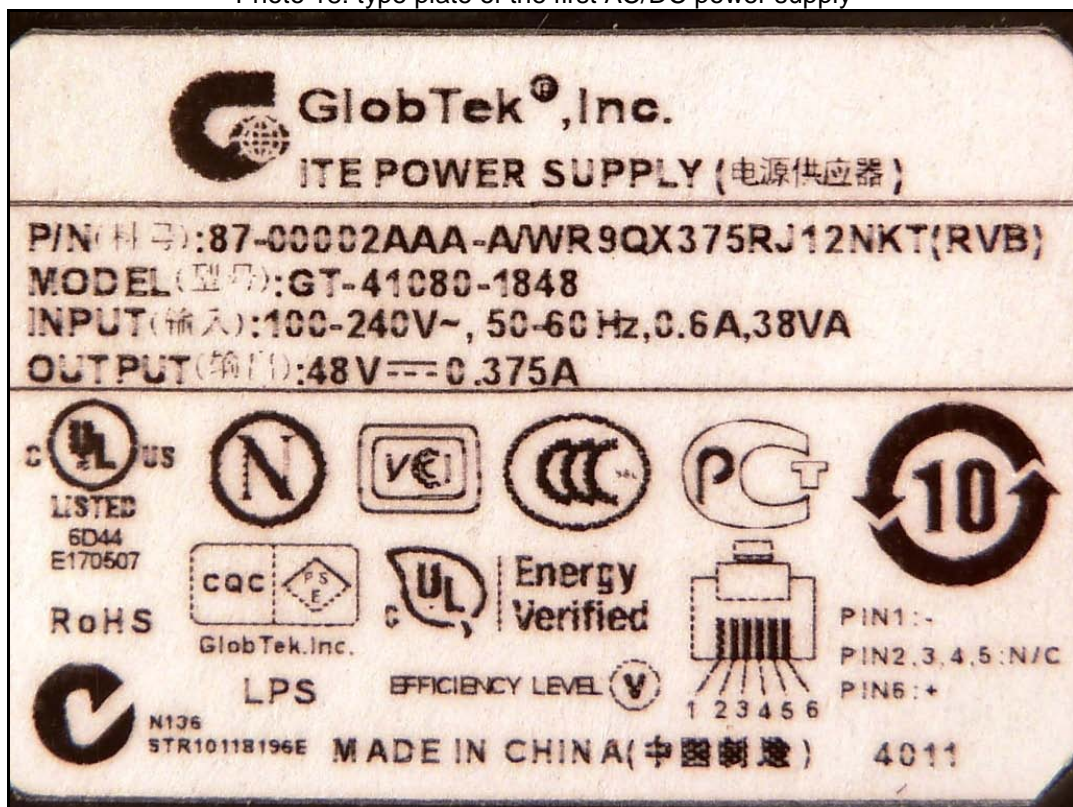 Photo 18: type plate of the first AC/DC power supply
GlobTek®,Inc.
ITE POWER SUPPLY (电源供应器)
P/N(料号):87-00002AAA-A/WR9QX375RJ12NKT(RVB)
MODEL(型号):GT-41080-1848
INPUT(输入):100-240V~, 50-60 Hz,0.6A,38VA
OUTPUT(输出):48V⎓0.375A
C UL US
LISTED
6D44
E170507
N
VCCI
CCC S&E
PCT
10
RoHS
CQC PSE
GlobTek.Inc.
C UL
Energy
Verified
PIN1:-
PIN2,3,4,5:N/C
PIN6:+
1 2 3 4 5 6
LPS
EFFICIENCY LEVEL V
N136
STR10118196E
MADE IN CHINA(中国制造)
4011